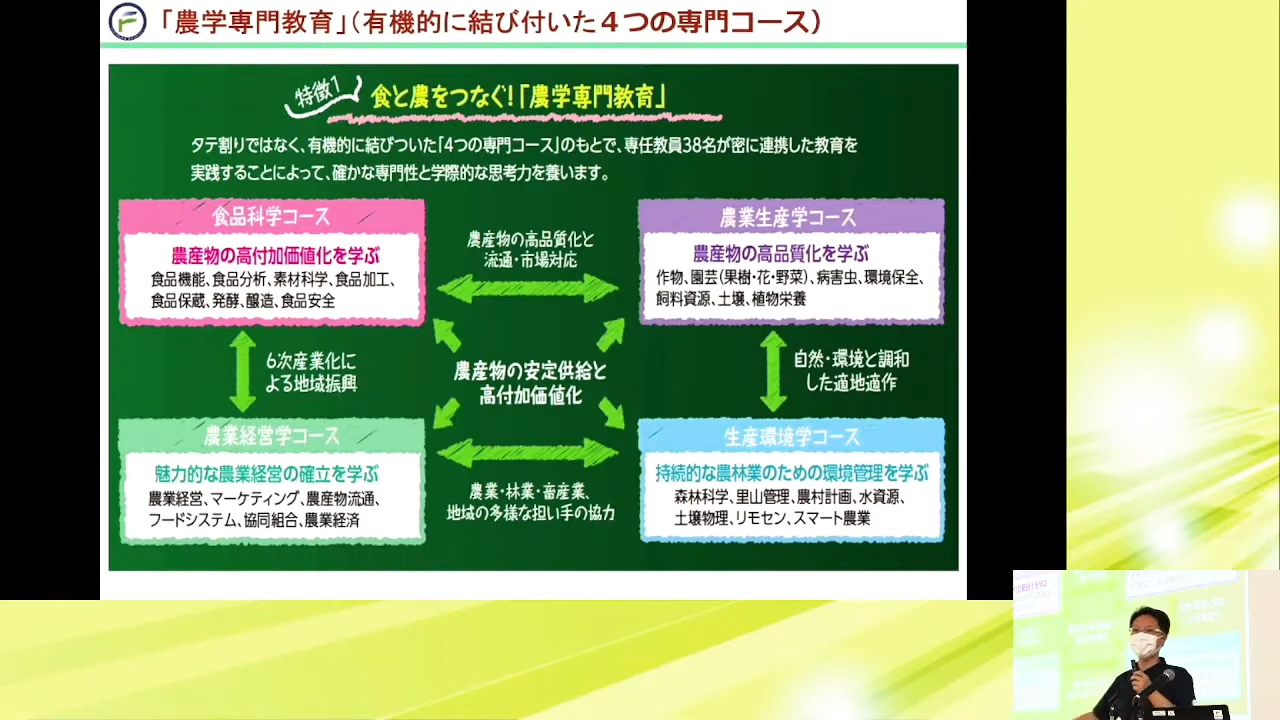 「農学専門教育」（有機的に結び付いた４つの専門コース）
特徴1
食と農をつなぐ!「農学専門教育」
タテ割りではなく、有機的に結びついた「4つの専門コース」のもとで、専任教員38名が密に連携した教育を
実践することによって、確かな専門性と学際的な思考力を養います。
食品科学コース
農産物の高付加価値化を学ぶ
食品機能、食品分析、素材科学、食品加工、
食品保蔵、発酵、醸造、食品安全
農産物の高品質化と
流通・市場対応
農業生産学コース
農産物の高品質化を学ぶ
作物、園芸（果樹・花・野菜）、病害虫、環境保全、
飼料資源、土壌、植物栄養
6次産業化に
よる地域振興
農産物の安定供給と
高付加価値化
自然・環境と調和
した適地適作
農業経営学コース
魅力的な農業経営の確立を学ぶ
農業経営、マーケティング、農産物流通、
フードシステム、協同組合、農業経済
農業・林業・畜産業、
地域の多様な担い手の協力
生産環境学コース
持続的な農林業のための環境管理を学ぶ
森林科学、里山管理、農村計画、水資源、
土壌物理、リモセン、スマート農業